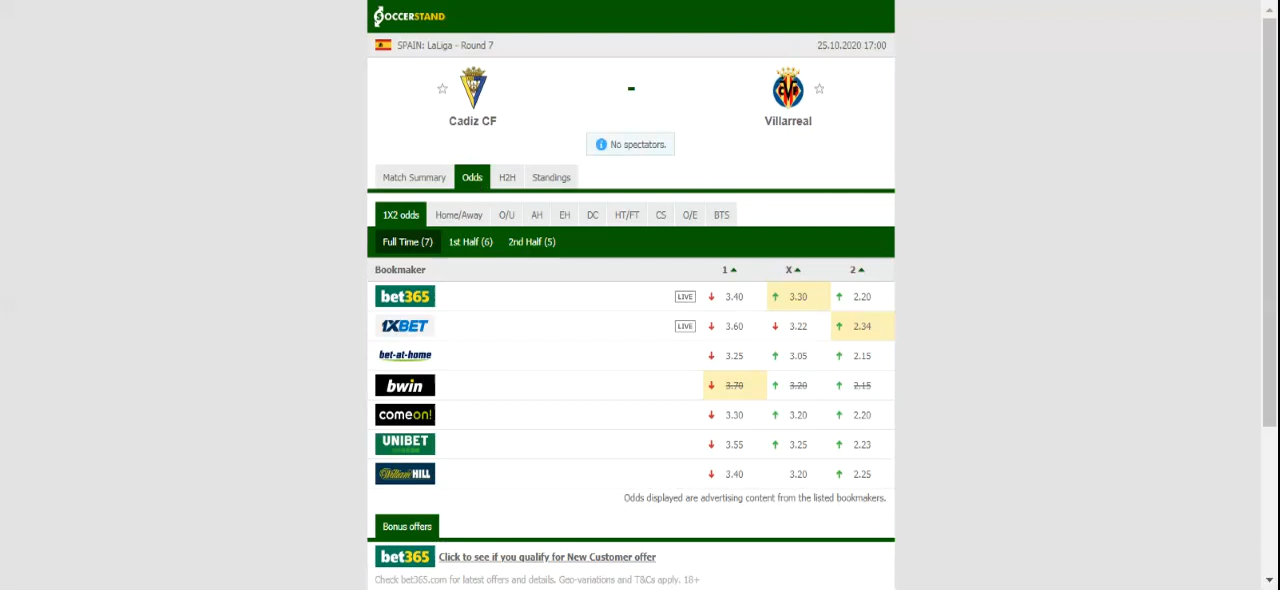 SOCCERSTAND
SPAIN: LaLiga - Round 7 25.10.2020 17:00
-
Cadiz CF Villarreal
No spectators.
Match Summary Odds H2H Standings
1X2 odds Home/Away O/U AH EH DC HT/FT CS O/E BTS
Full Time (7) 1st Half (6) 2nd Half (5)
Bookmaker 1 X 2
bet365 LIVE 3.40 3.30 2.20
1XBET LIVE 3.60 3.22 2.34
bet-at-home 3.25 3.05 2.15
bwin 3.70 3.20 2.15
comeon! 3.30 3.20 2.20
UNIBET 3.55 3.25 2.23
William HILL 3.40 3.20 2.25
Odds displayed are advertising content from the listed bookmakers.
Bonus offers
bet365 Click to see if you qualify for New Customer offer
Check bet365.com for latest offers and details. Geo-variations and T&Cs apply. 18+